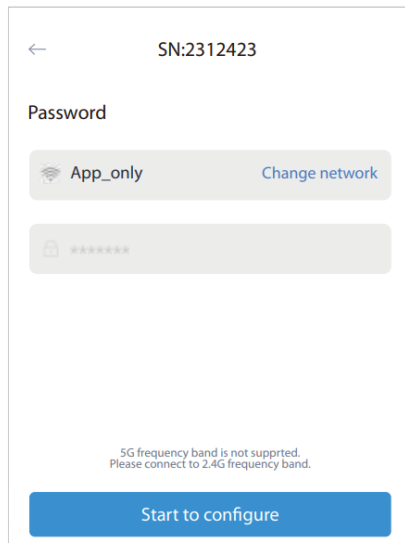 SN:2312423
Password
App_only Change network
*******
5G frequency band is not supprted.
Please connect to 2.4G frequency band.
Start to configure